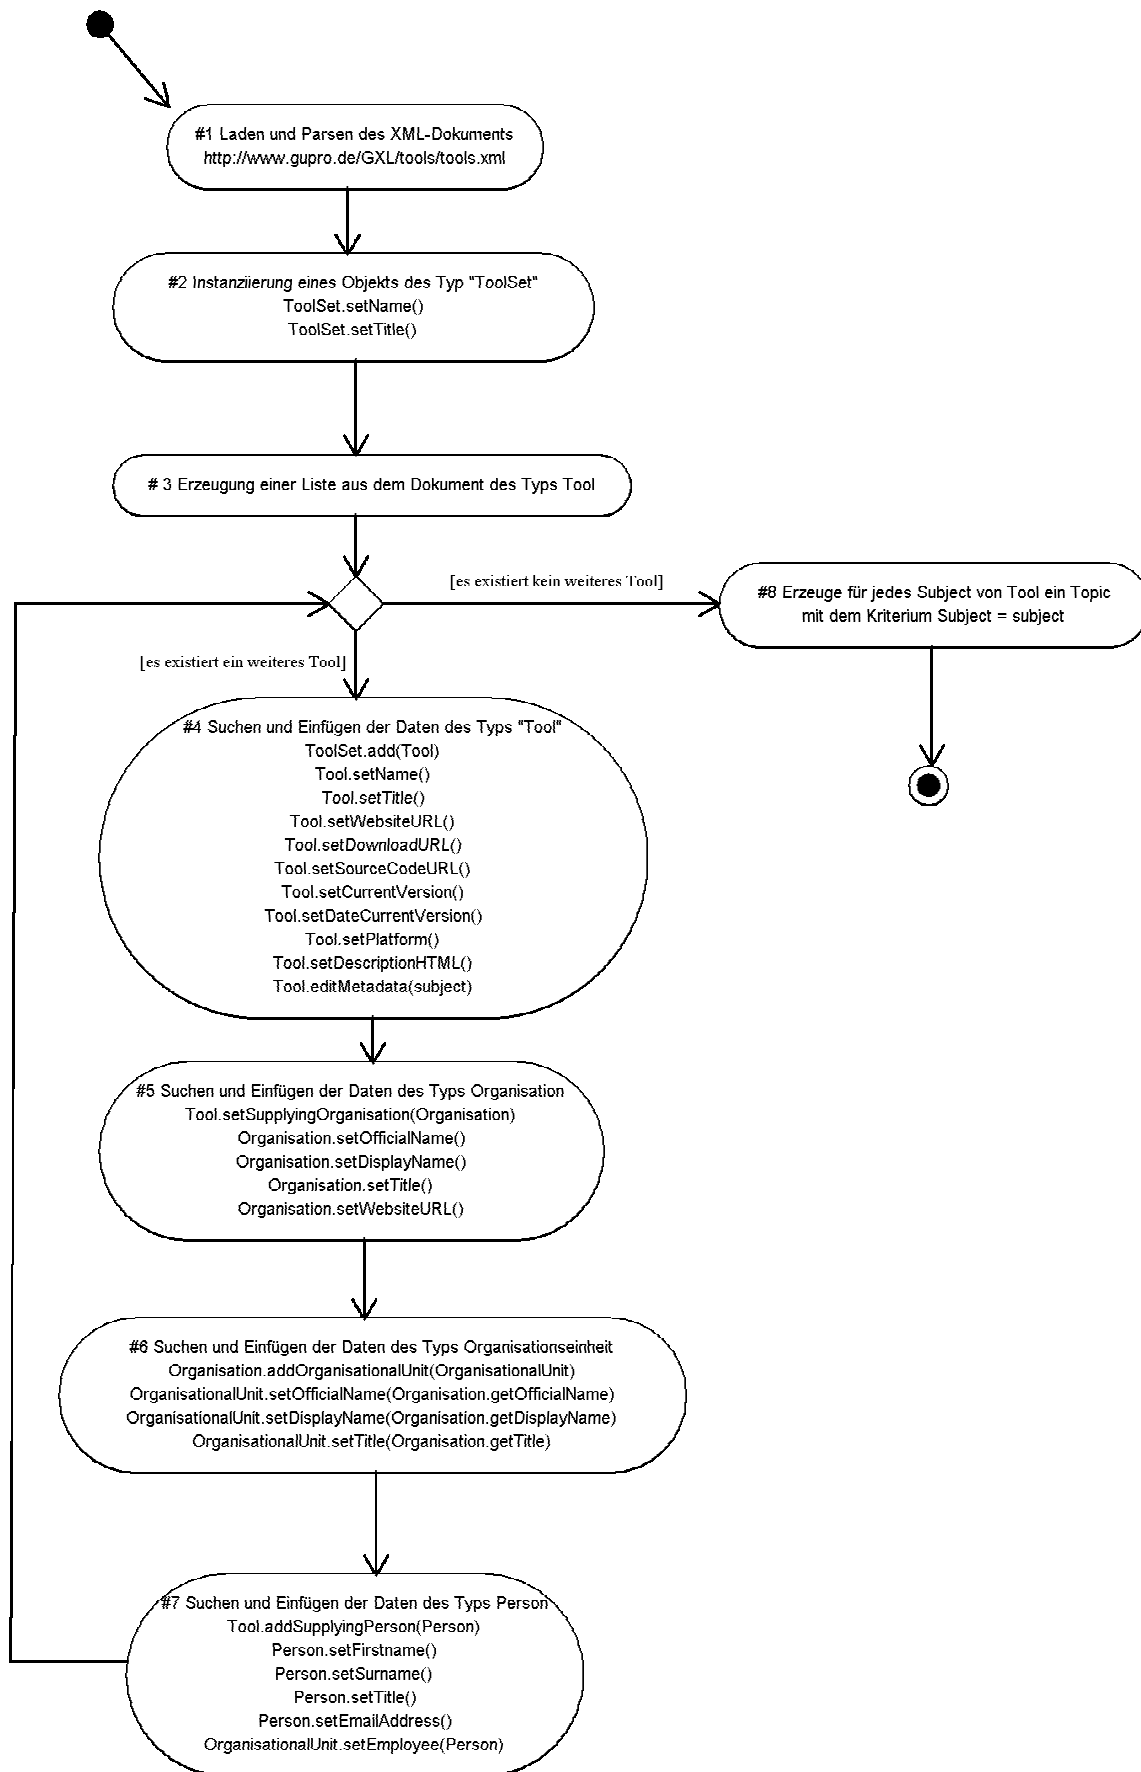 #1 Laden und Parsen des XML-Dokuments
http://www.gupro.de/GXL/tools/tools.xml
#2 Instanziierung eines Objekts des Typ "ToolSet"
ToolSet.setName()
ToolSet.setTitle()
# 3 Erzeugung einer Liste aus dem Dokument des Typs Tool
[es existiert kein weiteres Tool]
#8 Erzeuge für jedes Subject von Tool ein Topic
mit dem Kriterium Subject = subject
[es existiert ein weiteres Tool]
#4 Suchen und Einfügen der Daten des Typs "Tool"
ToolSet.add(Tool)
Tool.setName()
Tool.setTitle()
Tool.setWebsiteURL()
Tool.setDownloadURL()
Tool.setSourceCodeURL()
Tool.setCurrentVersion()
Tool.setDateCurrentVersion()
Tool.setPlatform()
Tool.setDescriptionHTML()
Tool.editMetadata(subject)
#5 Suchen und Einfügen der Daten des Typs Organisation
Tool.setSupplyingOrganisation(Organisation)
Organisation.setOfficialName()
Organisation.setDisplayName()
Organisation.setTitle()
Organisation.setWebsiteURL()
#6 Suchen und Einfügen der Daten des Typs Organisationseinheit
Organisation.addOrganisationalUnit(OrganisationalUnit)
OrganisationalUnit.setOfficialName(Organisation.getOfficialName)
OrganisationalUnit.setDisplayName(Organisation.getDisplayName)
OrganisationalUnit.setTitle(Organisation.getTitle)
#7 Suchen und Einfügen der Daten des Typs Person
Tool.addSupplyingPerson(Person)
Person.setFirstname()
Person.setSurname()
Person.setTitle()
Person.setEmailAddress()
OrganisationalUnit.setEmployee(Person)